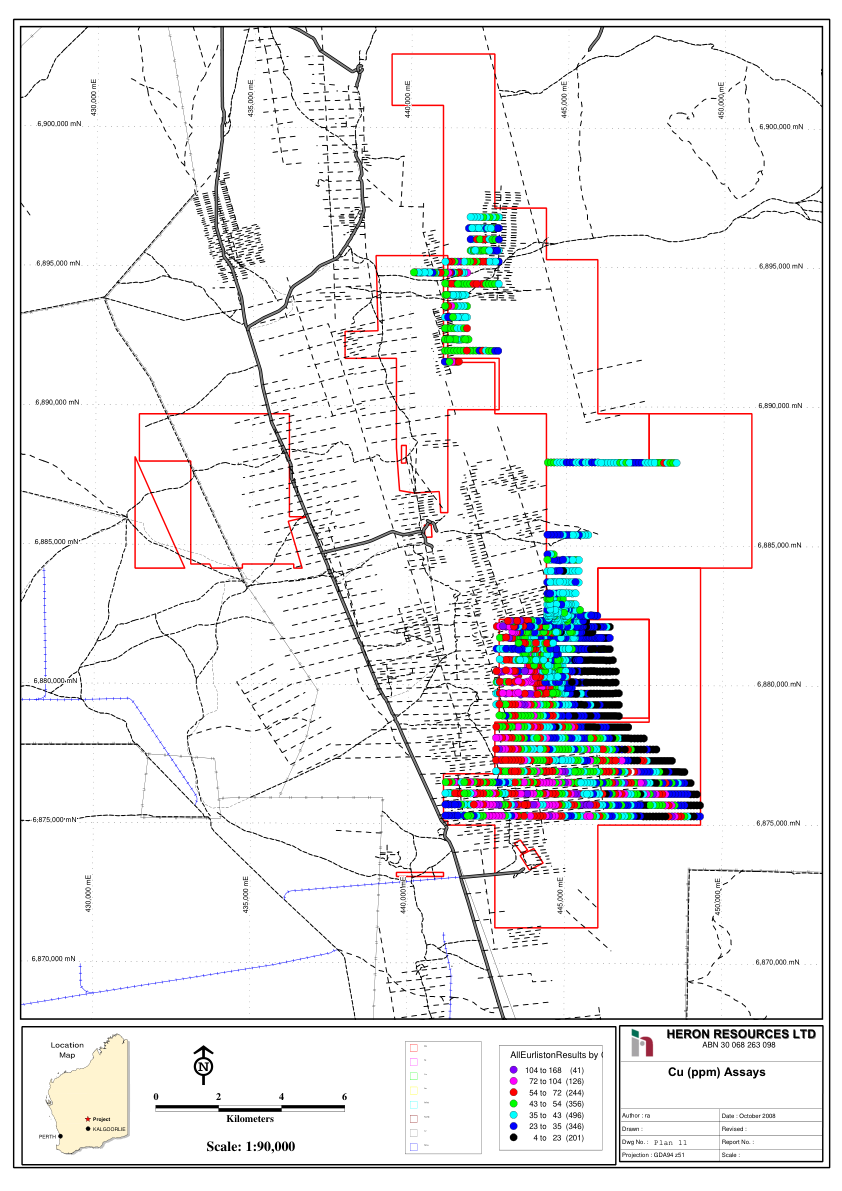 430,000 mE
435,000 mE
440,000 mE
445,000 mE
450,000 mE
6,900,000 mN
6,900,000 mN
6,895,000 mN
6,895,000 mN
6,890,000 mN
6,890,000 mN
6,885,000 mN
6,885,000 mN
6,880,000 mN
6,880,000 mN
6,875,000 mN
6,875,000 mN
430,000 mE
435,000 mE
440,000 mE
445,000 mE
450,000 mE
6,870,000 mN
6,870,000 mN
Location
Map
Project
KALGOORLIE
PERTH
N
0 2 4 6
Kilometers
Scale: 1:90,000
AllEurlistonResults by
104 to 168 (41)
72 to 104 (126)
54 to 72 (244)
43 to 54 (356)
35 to 43 (496)
23 to 35 (346)
4 to 23 (201)
HERON RESOURCES LTD
ABN 30 068 263 098
Cu (ppm) Assays
Author : ra
Date : October 2008
Drawn :
Revised :
Dwg No. : Plan 11
Report No. :
Projection : GDA94 z51
Scale :